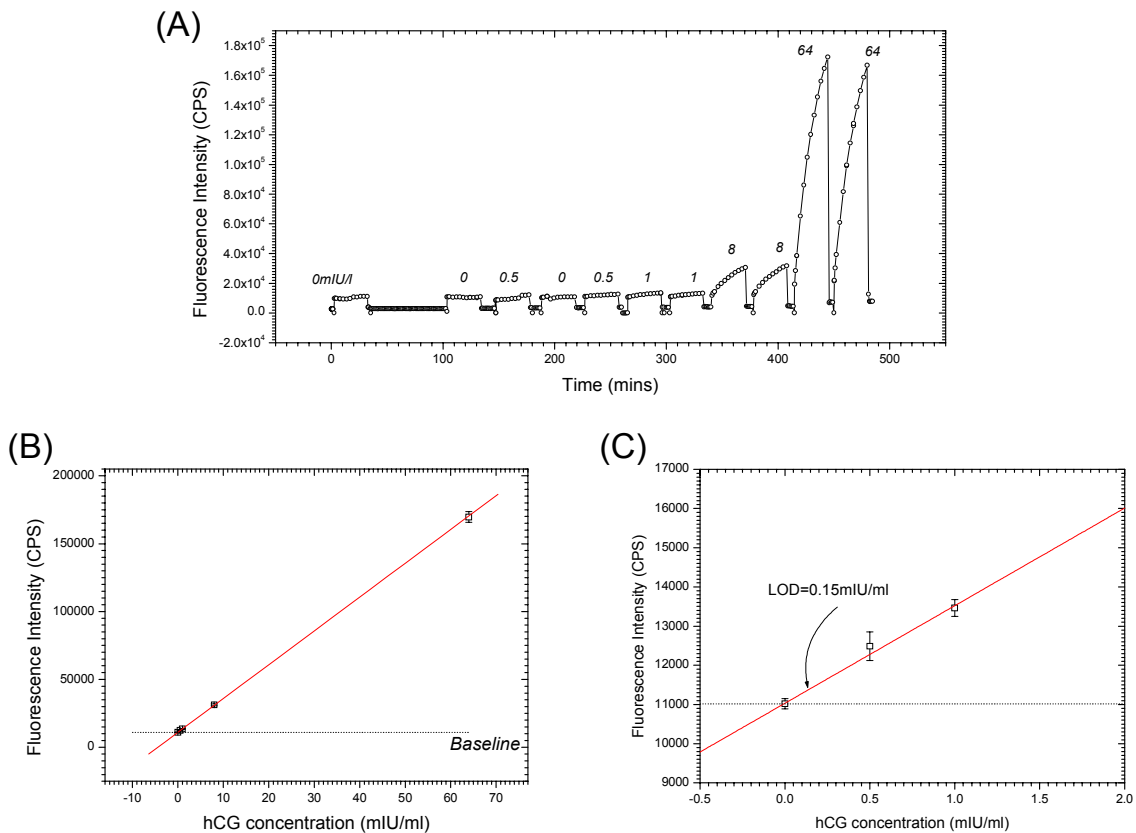 (A)
Fluorescence Intensity (CPS)
1.8x10⁵
1.6x10⁵
1.4x10⁵
1.2x10⁵
1.0x10⁵
8.0x10⁴
6.0x10⁴
4.0x10⁴
2.0x10⁴
0.0
-2.0x10⁴
0mIU/l 0 0.5 0 0.5 1 1 8 8 64 64
0 100 200 300 400 500
Time (mins)
(B)
Fluorescence Intensity (CPS)
200000
150000
100000
50000
0
Baseline
-10 0 10 20 30 40 50 60 70
hCG concentration (mIU/ml)
(C)
Fluorescence Intensity (CPS)
17000
16000
15000
14000
13000
12000
11000
10000
9000
LOD=0.15mIU/ml
-0.5 0.0 0.5 1.0 1.5 2.0
hCG concentration (mIU/ml)